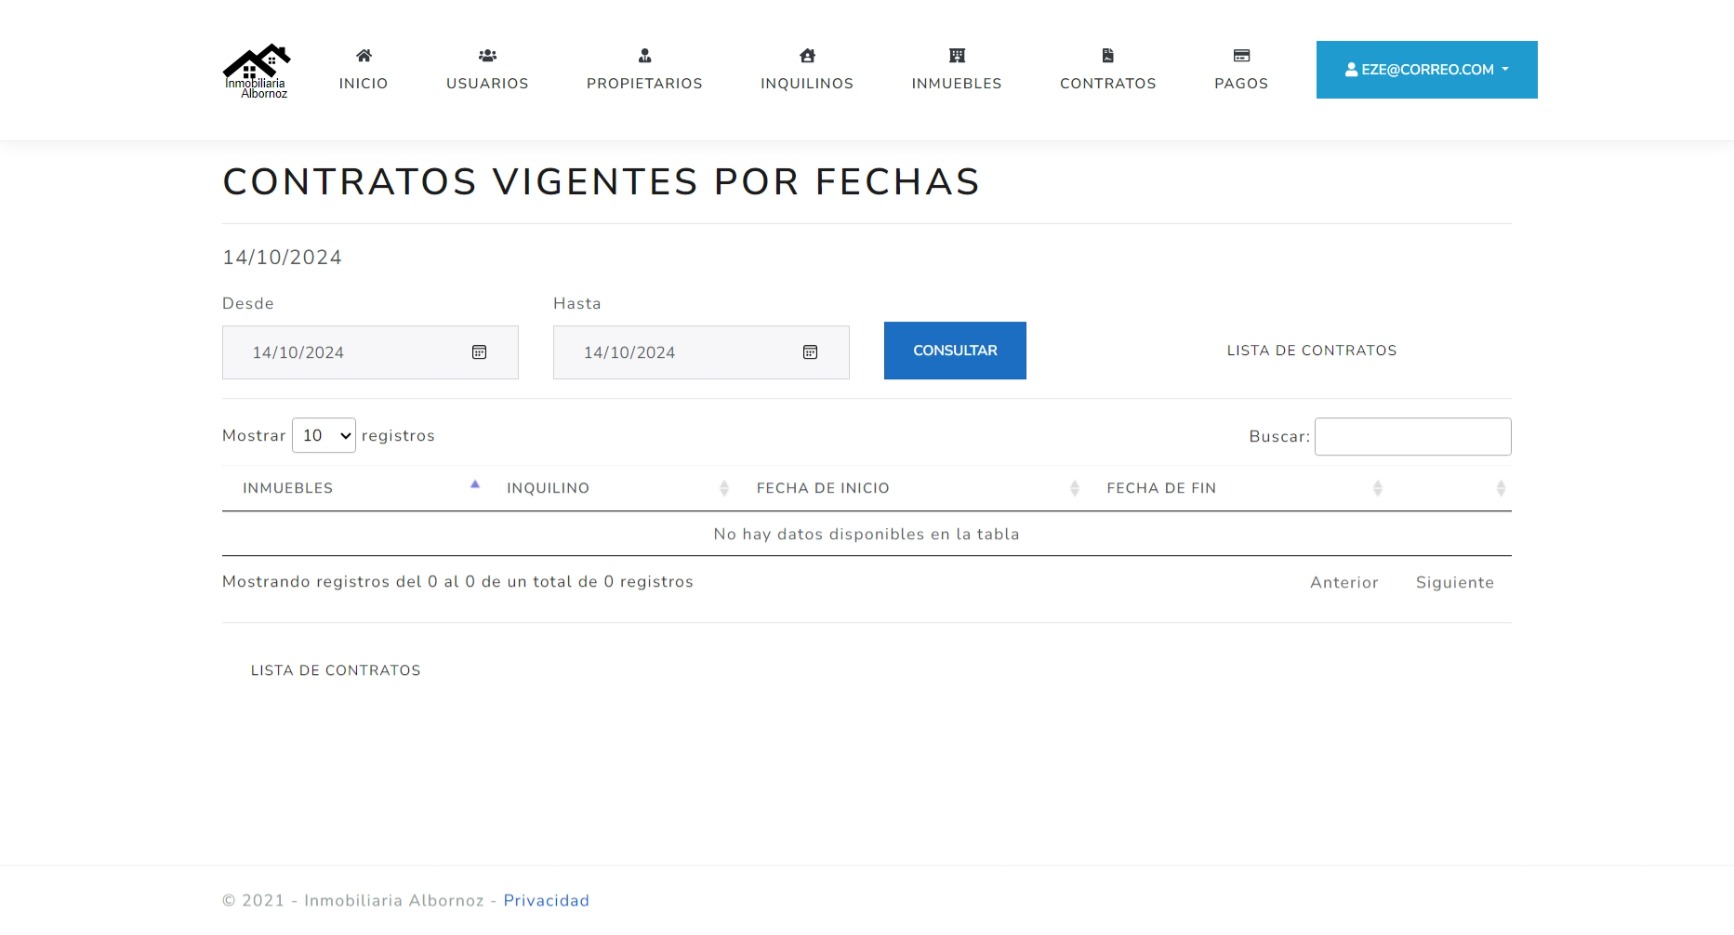 Inmobiliaria
Albornoz
INICIO
USUARIOS
PROPIETARIOS
INQUILINOS
INMUEBLES
CONTRATOS
PAGOS
EZE@CORREO.COM
CONTRATOS VIGENTES POR FECHAS
14/10/2024
Desde
Hasta
14/10/2024
14/10/2024
CONSULTAR
LISTA DE CONTRATOS
Mostrar 10 registros
Buscar:
INMUEBLES
INQUILINO
FECHA DE INICIO
FECHA DE FIN
No hay datos disponibles en la tabla
Mostrando registros del 0 al 0 de un total de 0 registros
Anterior
Siguiente
LISTA DE CONTRATOS
© 2021 - Inmobiliaria Albornoz - Privacidad